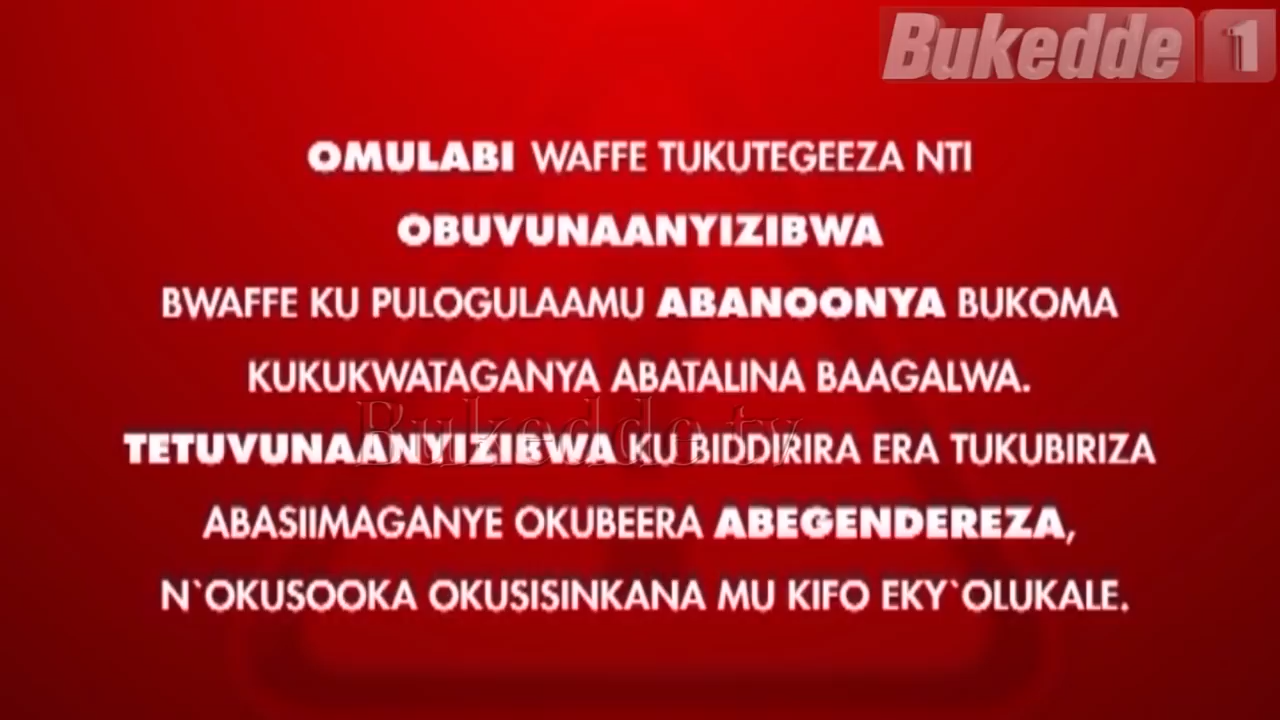 Bukedde 1
OMULABI WAFFE TUKUTEGEEZA NTI
OBUVUNAANYIZIBWA
BWAFFE KU PULOGULAAMU ABANOONYA BUKOMA
KUKUKWATAGANYA ABATALINA BAAGALWA.
Bukedde tv
TETUVUNAANYIZIBWA KU BIDDIRIRA ERA TUKUBIRIZA
ABASIIMAGANYE OKUBEERA ABEGENDEREZA,
N`OKUSOOKA OKUSISINKANA MU KIFO EKY`OLUKALE.